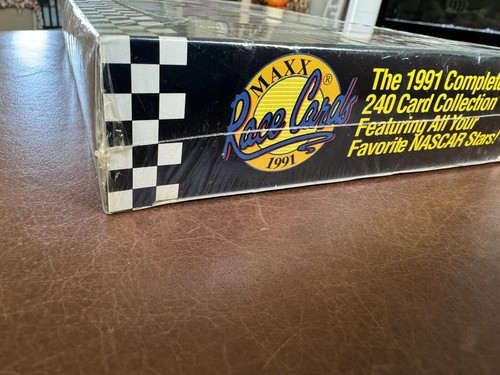 MAXX ®
Race Cards
1991
The 1991 Complete
240 Card Collection
Featuring All Your
Favorite NASCAR Stars!